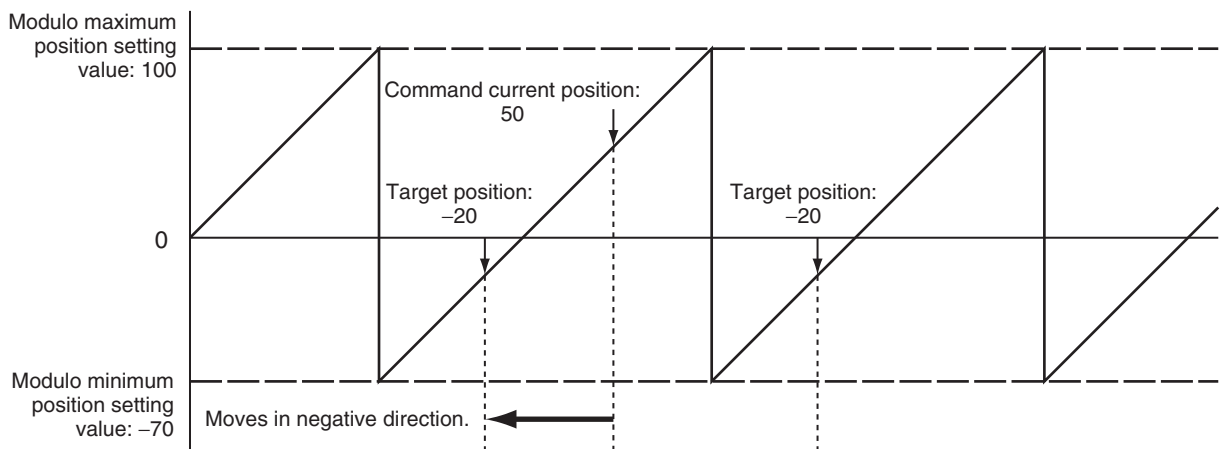 Modulo maximum
position setting
value: 100
Command current position:
50
Target position:
−20
Target position:
−20
0
Modulo minimum
position setting
value: −70
Moves in negative direction.